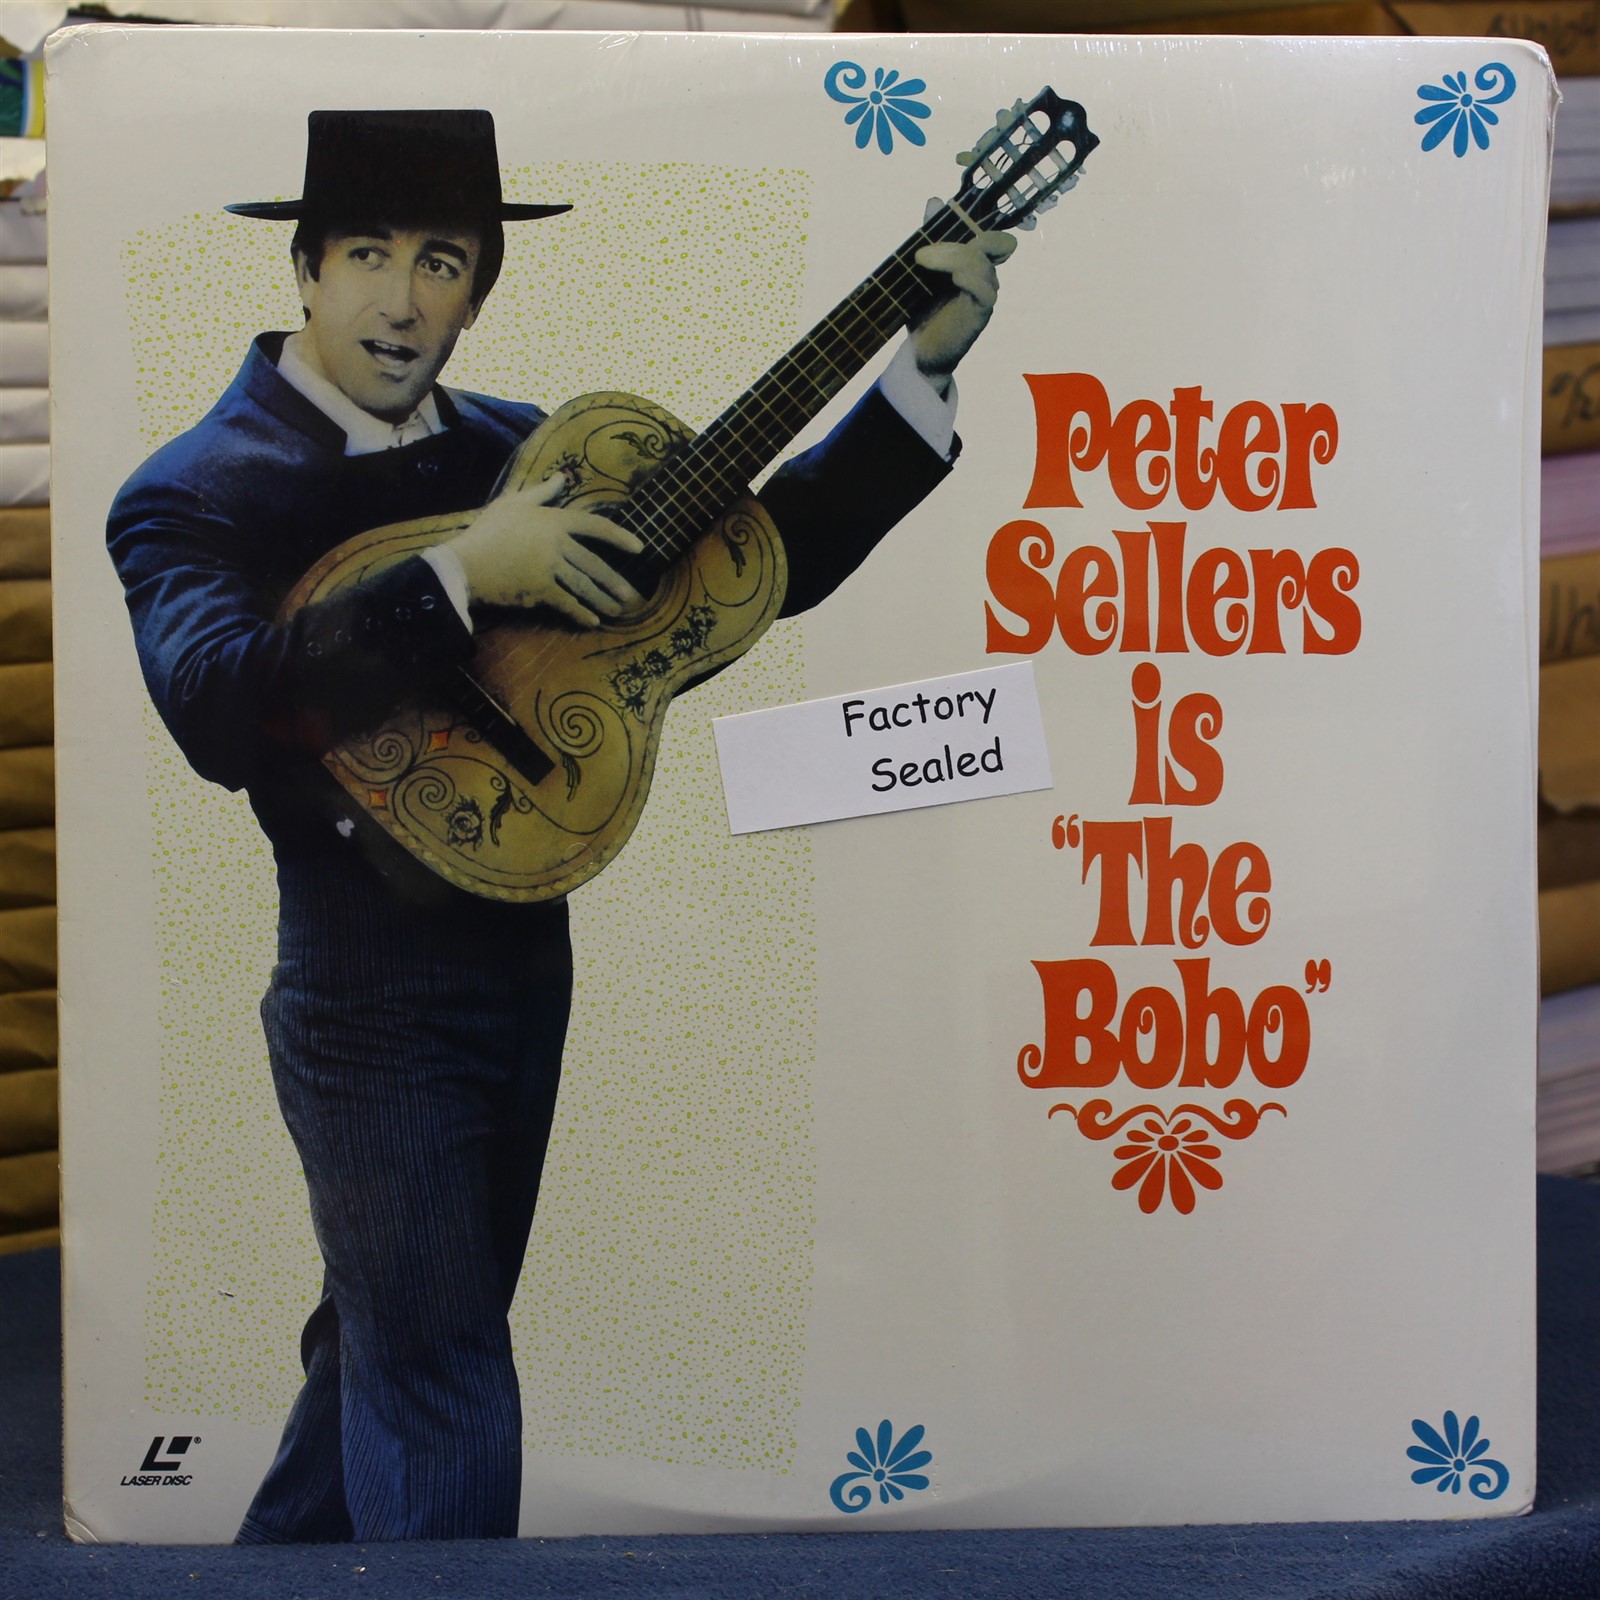 Peter
Sellers
is
“The
Bobo”
Factory
Sealed
LASER DISC
®